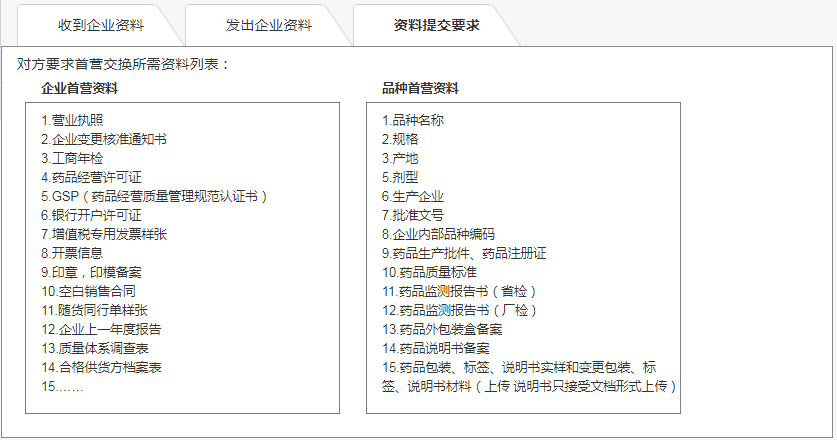 收到企业资料
发出企业资料
资料提交要求
对方要求首营交换所需资料列表：
企业首营资料
1.营业执照
2.企业变更核准通知书
3.工商年检
4.药品经营许可证
5.GSP（药品经营质量管理规范认证书）
6.银行开户许可证
7.增值税专用发票样张
8.开票信息
9.印章，印模备案
10.空白销售合同
11.随货同行单样张
12.企业上一年度报告
13.质量体系调查表
14.合格供货方档案表
15.……
品种首营资料
1.品种名称
2.规格
3.产地
5.剂型
6.生产企业
7.批准文号
8.企业内部品种编码
9.药品生产批件、药品注册证
10.药品质量标准
11.药品监测报告书（省检）
12.药品监测报告书（厂检）
13.药品外包装盒备案
14.药品说明书备案
15.药品包装、标签、说明书实样和变更包装、标
签、说明书材料（上传 说明书只接受文档形式上传）